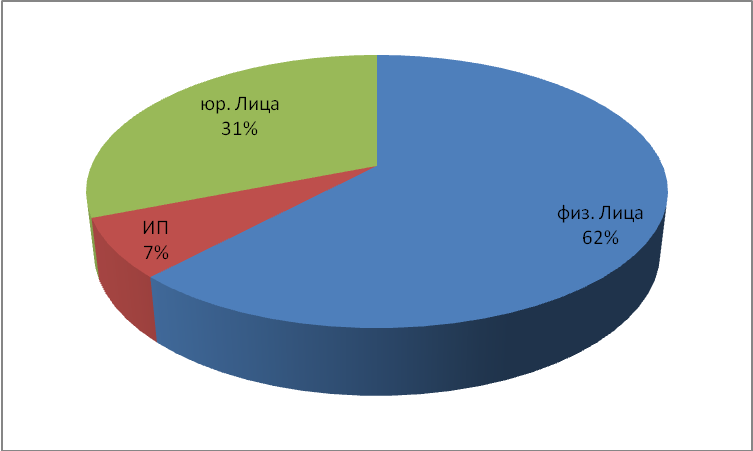 юр. Лица
31%
ИП
7%
физ. Лица
62%